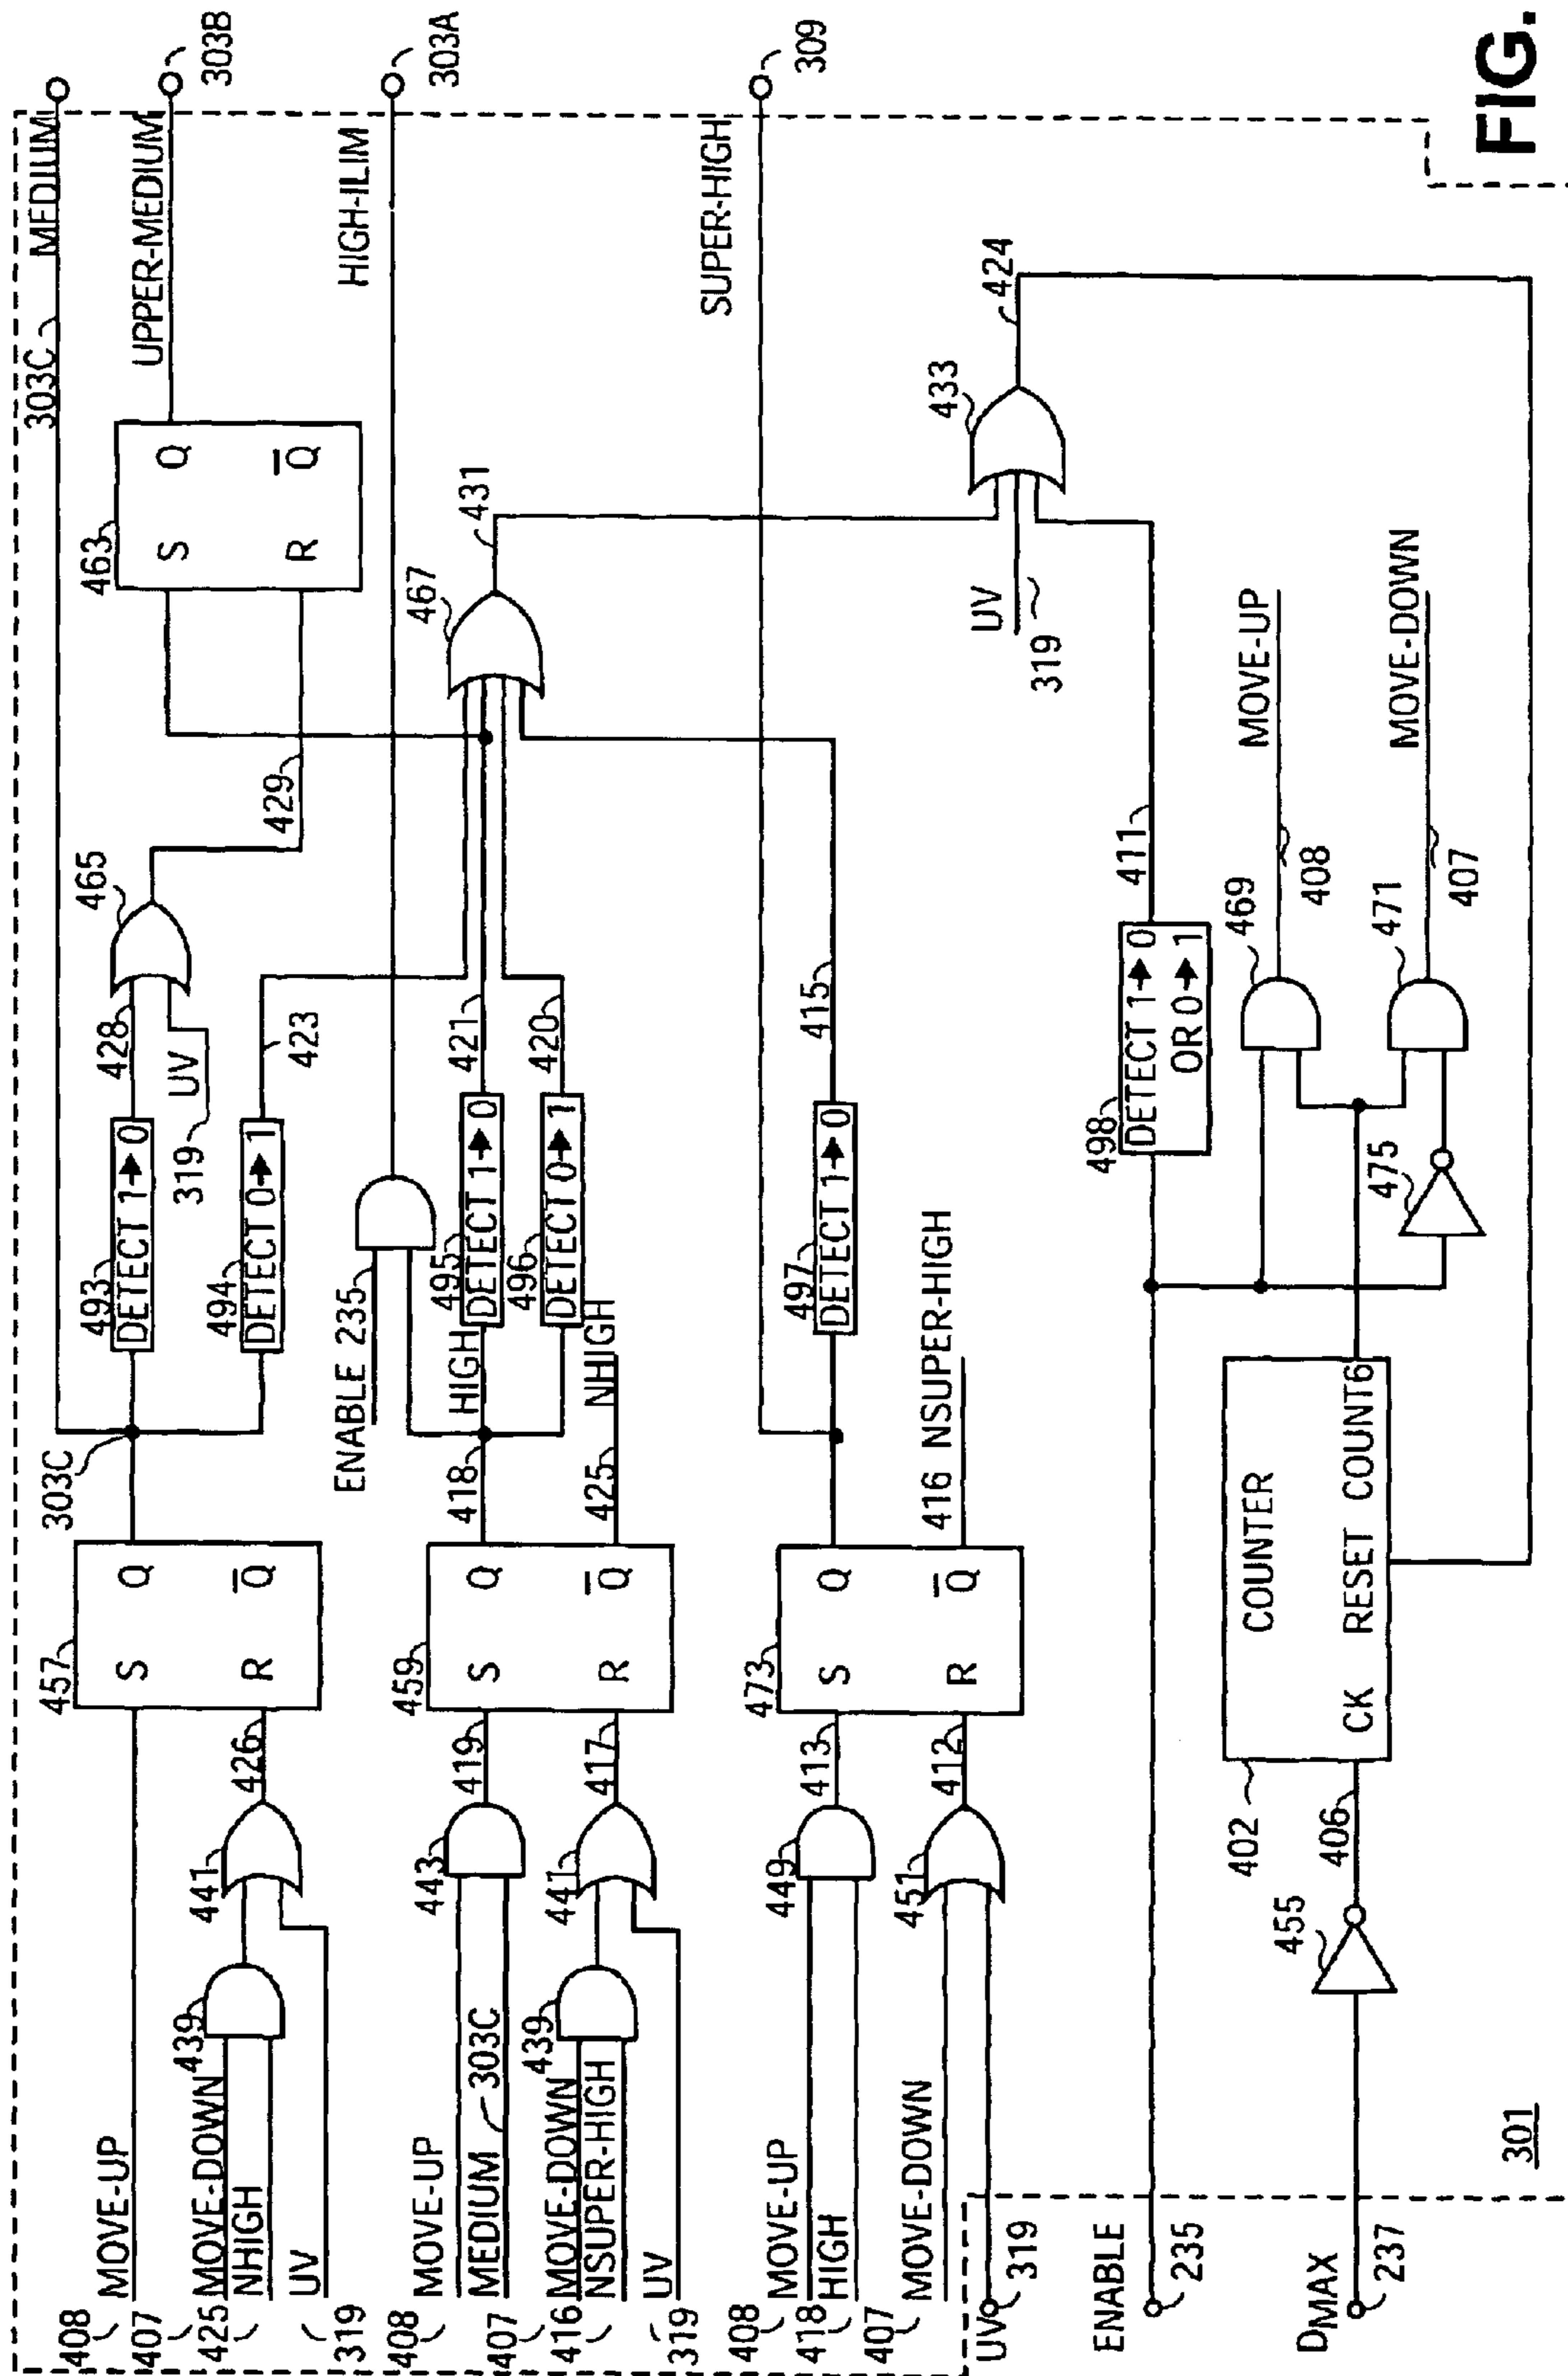 303C MEDIUM
303B
UPPER-MEDIUM
463
S Q
R Q
465
428
429
UV
319
493 DETECT 1→0
494 DETECT 0→1
423
303C
457
S Q
R Q
MOVE-UP
408
407 MOVE-DOWN
425 NHIGH
UV
319
439
441
426
HIGH-ILIM
303A
467
431
ENABLE 235
HIGH
495 DETECT 1→0
421
496 DETECT 0→1
420
NHIGH
418
425
459
S Q
R Q
MOVE-UP
408
MEDIUM 303C
407 MOVE-DOWN
416 NSUPER-HIGH
UV
319
443
419
439
441
417
SUPER-HIGH
309
497 DETECT 1→0
415
416 NSUPER-HIGH
473
S Q
R Q
MOVE-UP
408
418 HIGH
407 MOVE-DOWN
UV 319
449
413
451
412
433
424
UV
319
ENABLE
235
498 DETECT 1→0
OR 0→1
411
469
MOVE-UP
408
471
MOVE-DOWN
407
475
COUNTER
CK RESET COUNT6
402
406
455
DMAX
237
301
FIG.